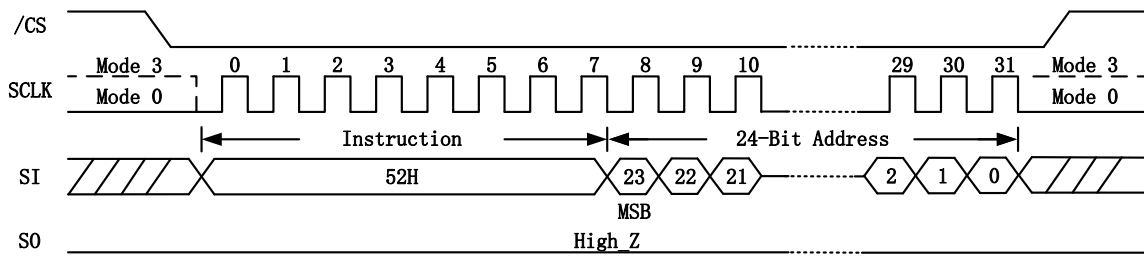 /CS
Mode 3 0 1 2 3 4 5 6 7 8 9 10 29 30 31 Mode 3
SCLK
Mode 0 Mode 0
Instruction 24-Bit Address
SI 52H 23 22 21 2 1 0
MSB
SO High_Z